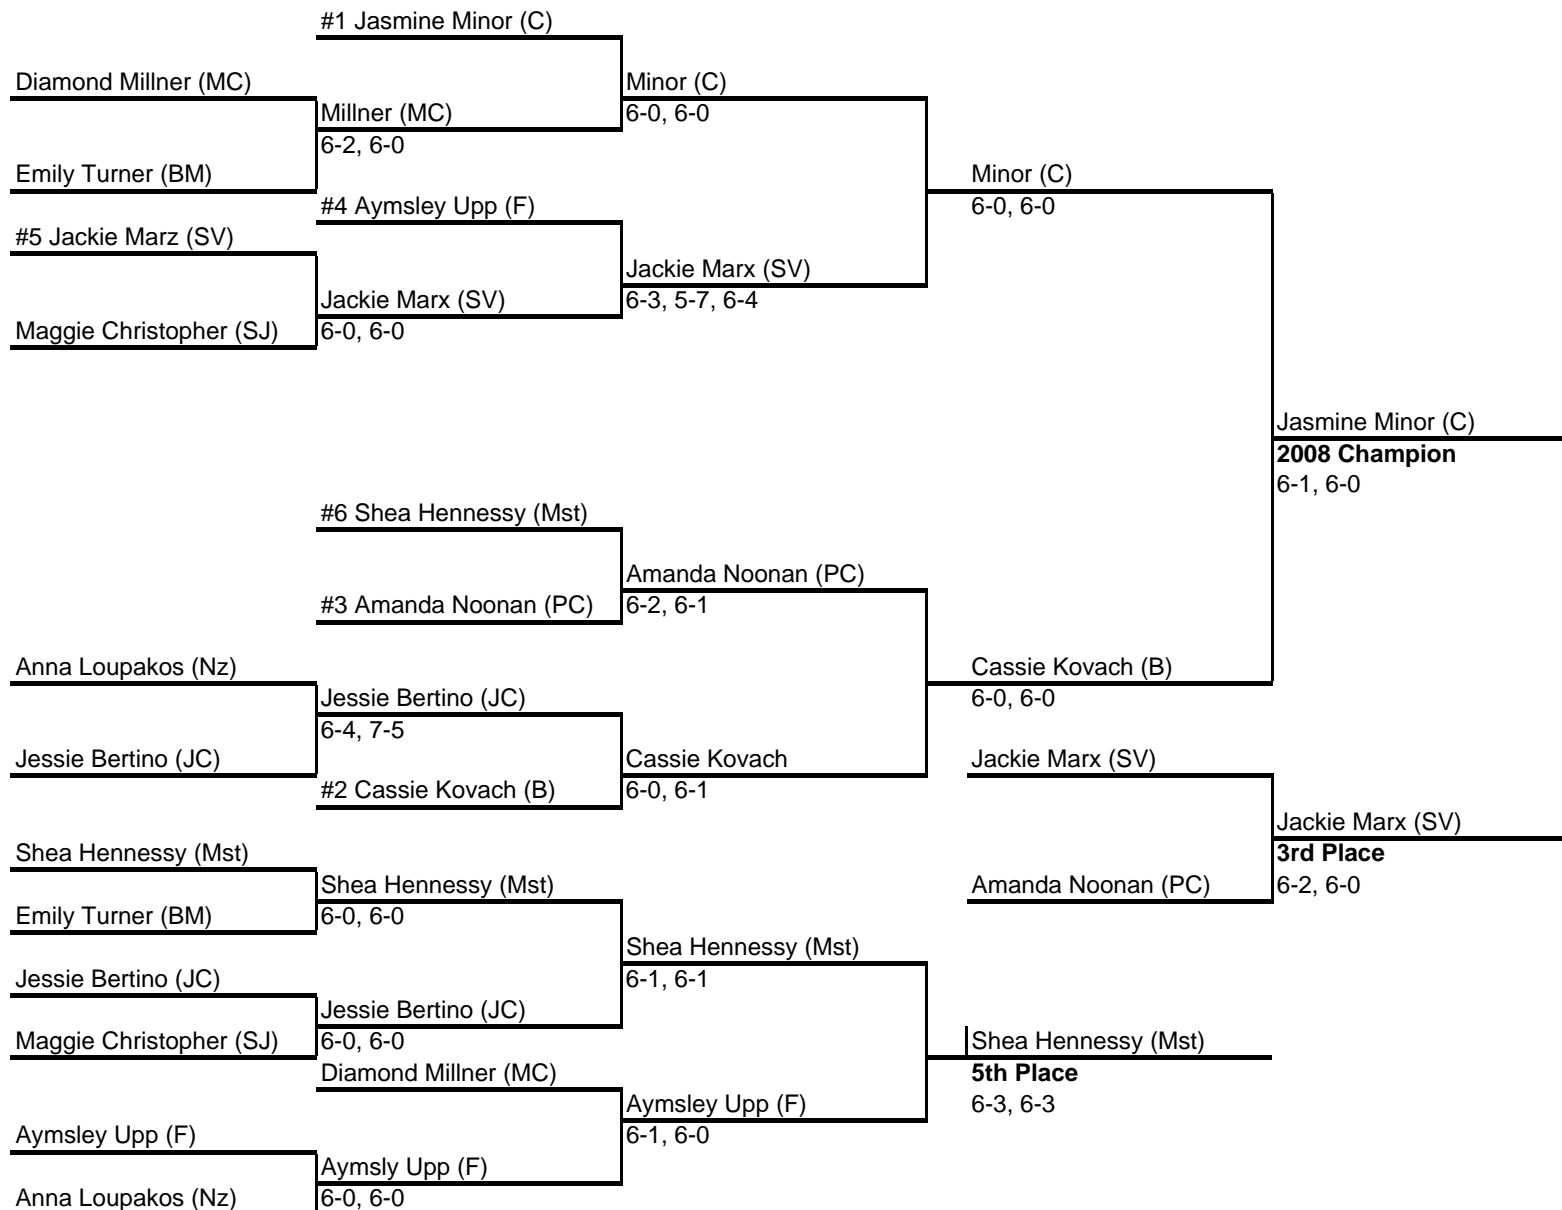 #1 Jasmine Minor (C)
Diamond Millner (MC)
Minor (C)
Millner (MC)
6-0, 6-0
6-2, 6-0
Emily Turner (BM)
Minor (C)
#4 Aymsley Upp (F)
6-0, 6-0
#5 Jackie Marz (SV)
Jackie Marx (SV)
Jackie Marx (SV)
6-3, 5-7, 6-4
Maggie Christopher (SJ)
6-0, 6-0
Jasmine Minor (C)
2008 Champion
6-1, 6-0
#6 Shea Hennessy (Mst)
Amanda Noonan (PC)
#3 Amanda Noonan (PC)
6-2, 6-1
Anna Loupakos (Nz)
Cassie Kovach (B)
Jessie Bertino (JC)
6-0, 6-0
6-4, 7-5
Jessie Bertino (JC)
Cassie Kovach
Jackie Marx (SV)
#2 Cassie Kovach (B)
6-0, 6-1
Jackie Marx (SV)
Shea Hennessy (Mst)
3rd Place
Shea Hennessy (Mst)
Amanda Noonan (PC)
6-2, 6-0
Emily Turner (BM)
6-0, 6-0
Shea Hennessy (Mst)
Jessie Bertino (JC)
6-1, 6-1
Jessie Bertino (JC)
Maggie Christopher (SJ)
6-0, 6-0
Shea Hennessy (Mst)
Diamond Millner (MC)
5th Place
Aymsley Upp (F)
6-3, 6-3
Aymsley Upp (F)
6-1, 6-0
Aymsly Upp (F)
Anna Loupakos (Nz)
6-0, 6-0